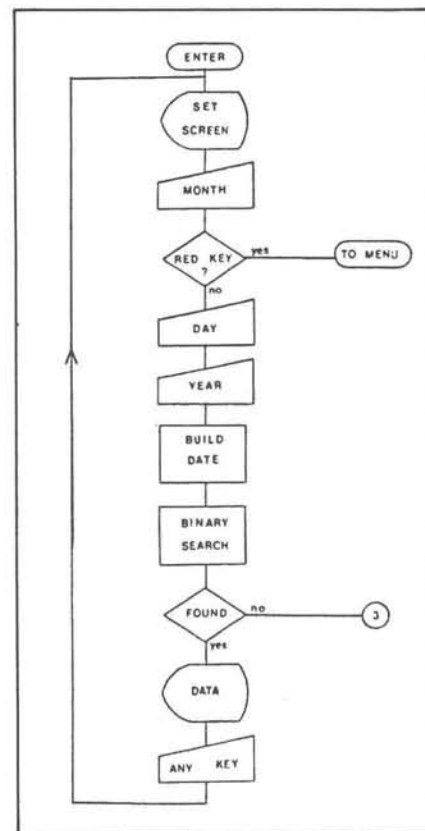 ENTER
SET
SCREEN
MONTH
RED KEY
?
yes
TO MENU
no
DAY
YEAR
BUILD
DATE
BINARY
SEARCH
FOUND
no
3
yes
DATA
ANY KEY